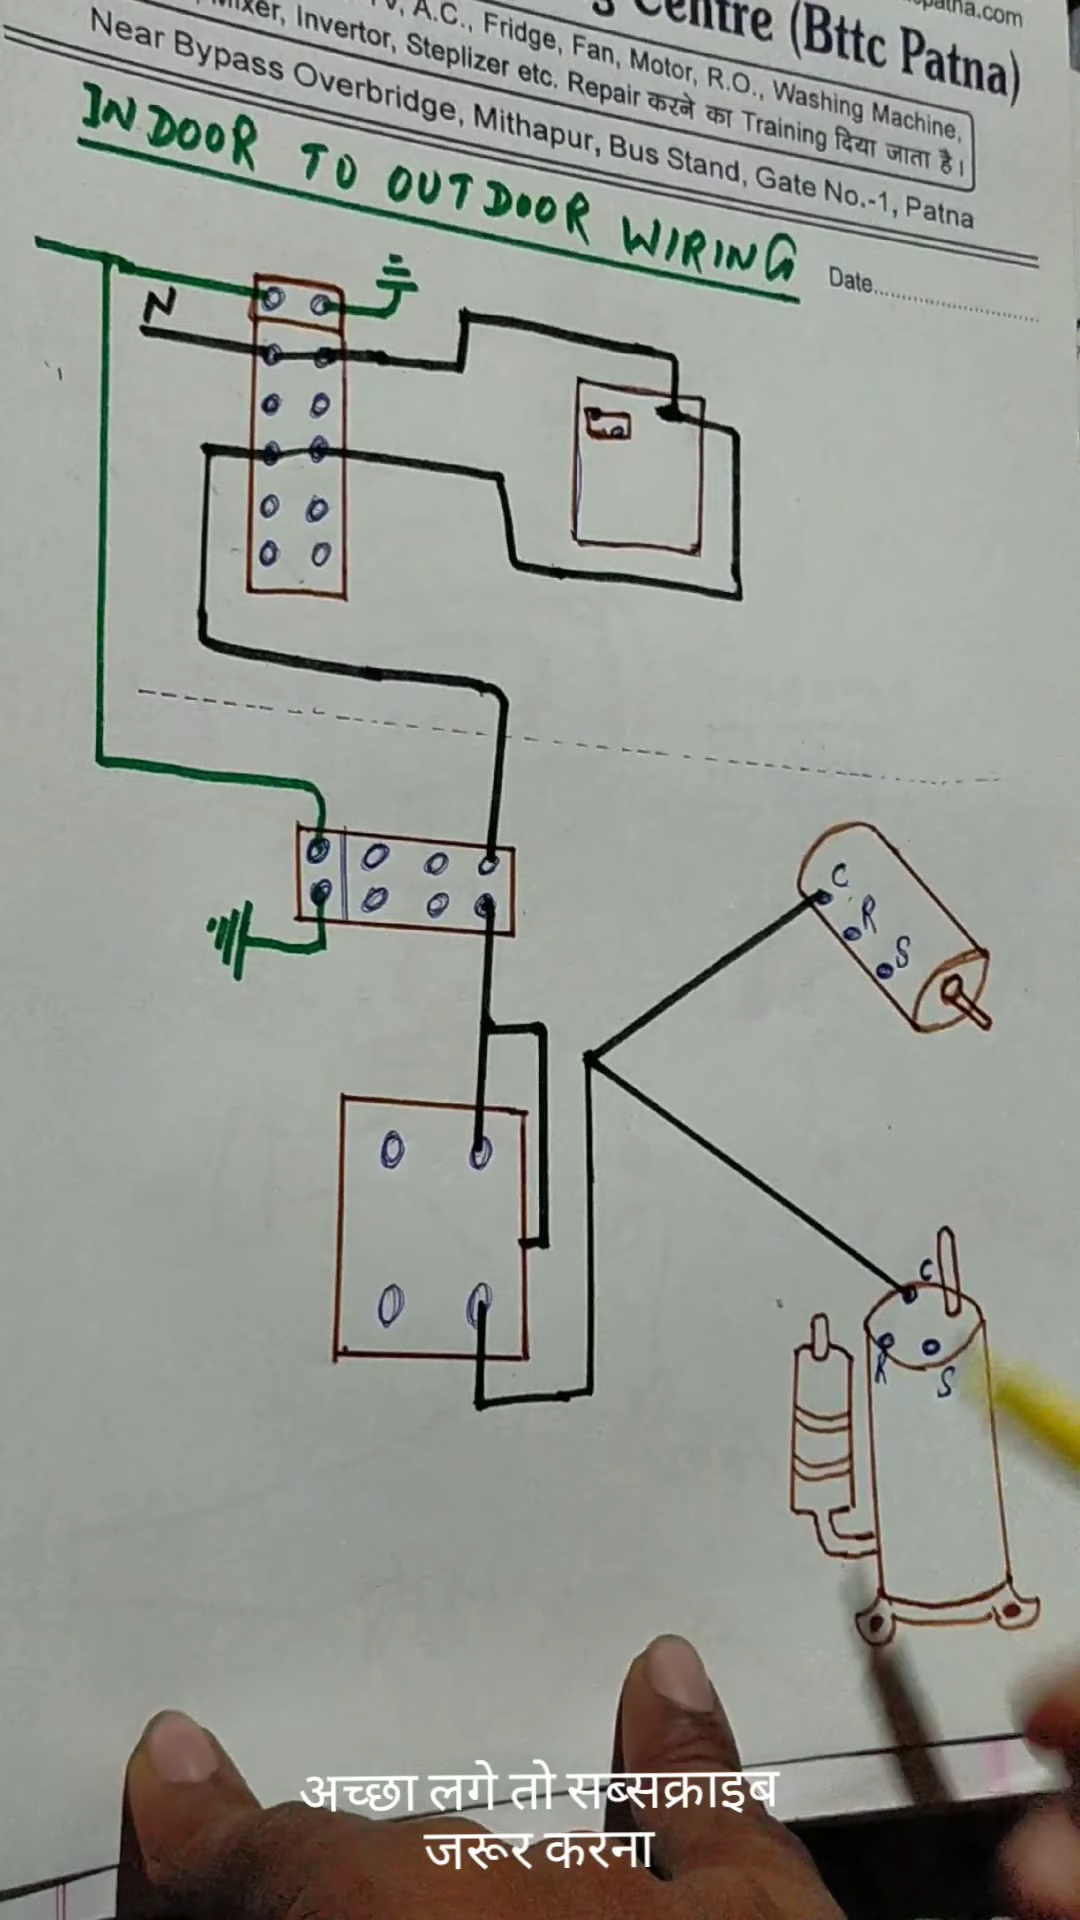 patna.com
Centre (Bttc Patna)
A.C., Fridge, Fan, Motor, R.O., Washing Machine,
Mixer, Invertor, Steplizer etc. Repair करने का Training दिया जाता है।
Near Bypass Overbridge, Mithapur, Bus Stand, Gate No.-1, Patna
INDOOR TO OUTDOOR WIRING
Date
N
C
R
S
C
R
S
अच्छा लगे तो सब्सक्राइब
जरूर करना